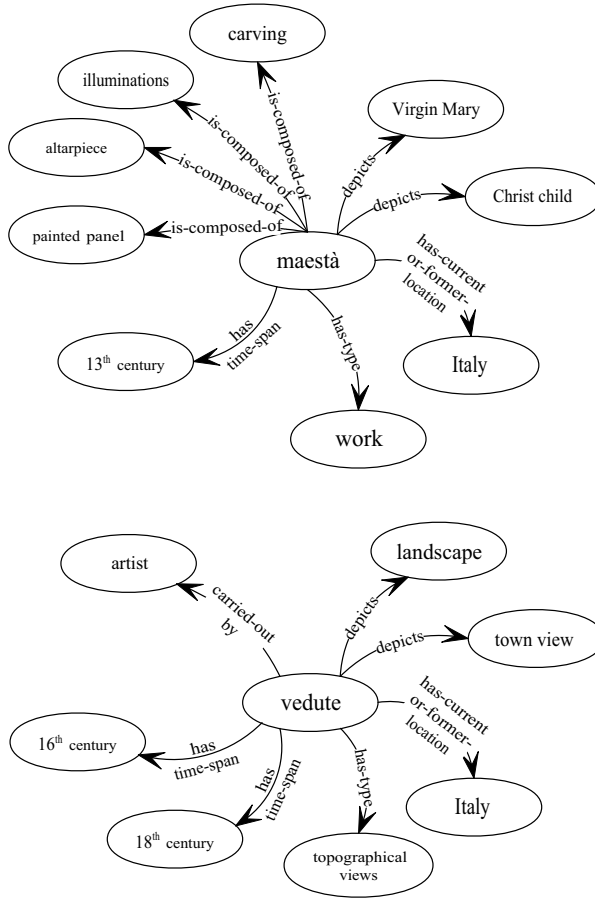 carving
illuminations
is-composed-of
is-composed-of
Virgin Mary
altarpiece
is-composed-of
depicts
depicts
Christ child
painted panel
is-composed-of
maestà
has-current
or-former-
location
has
time-span
13th century
has-type
Italy
work
artist
landscape
carried-out
by
depicts
depicts
town view
vedute
has-current
or-former-
location
16th century
has
time-span
has
time-span
has-type
Italy
18th century
topographical
views